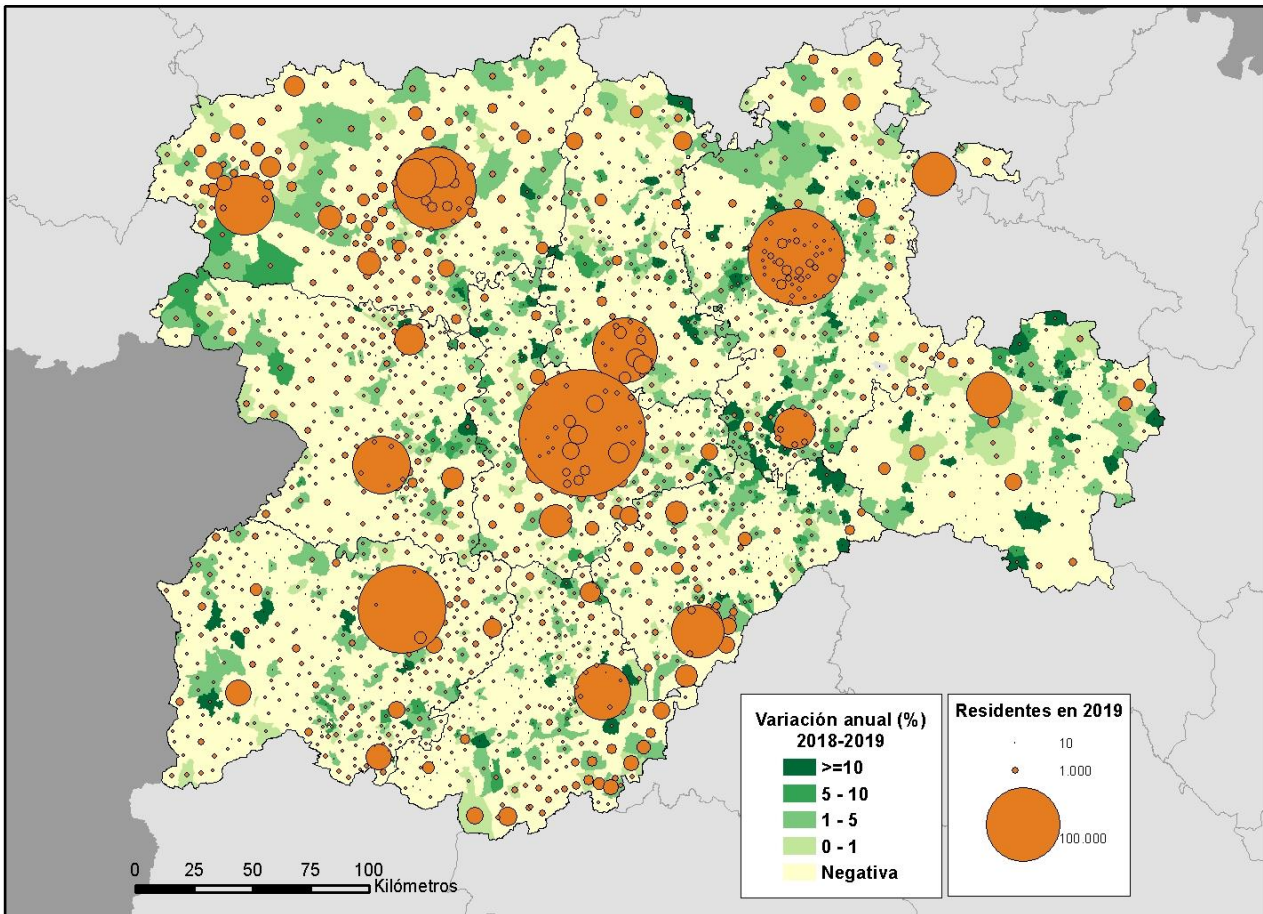 Variación anual (%)
2018-2019
>=10
5 - 10
1 - 5
0 - 1
Negativa
Residentes en 2019
10
1.000
100.000
0 25 50 75 100
Kilómetros